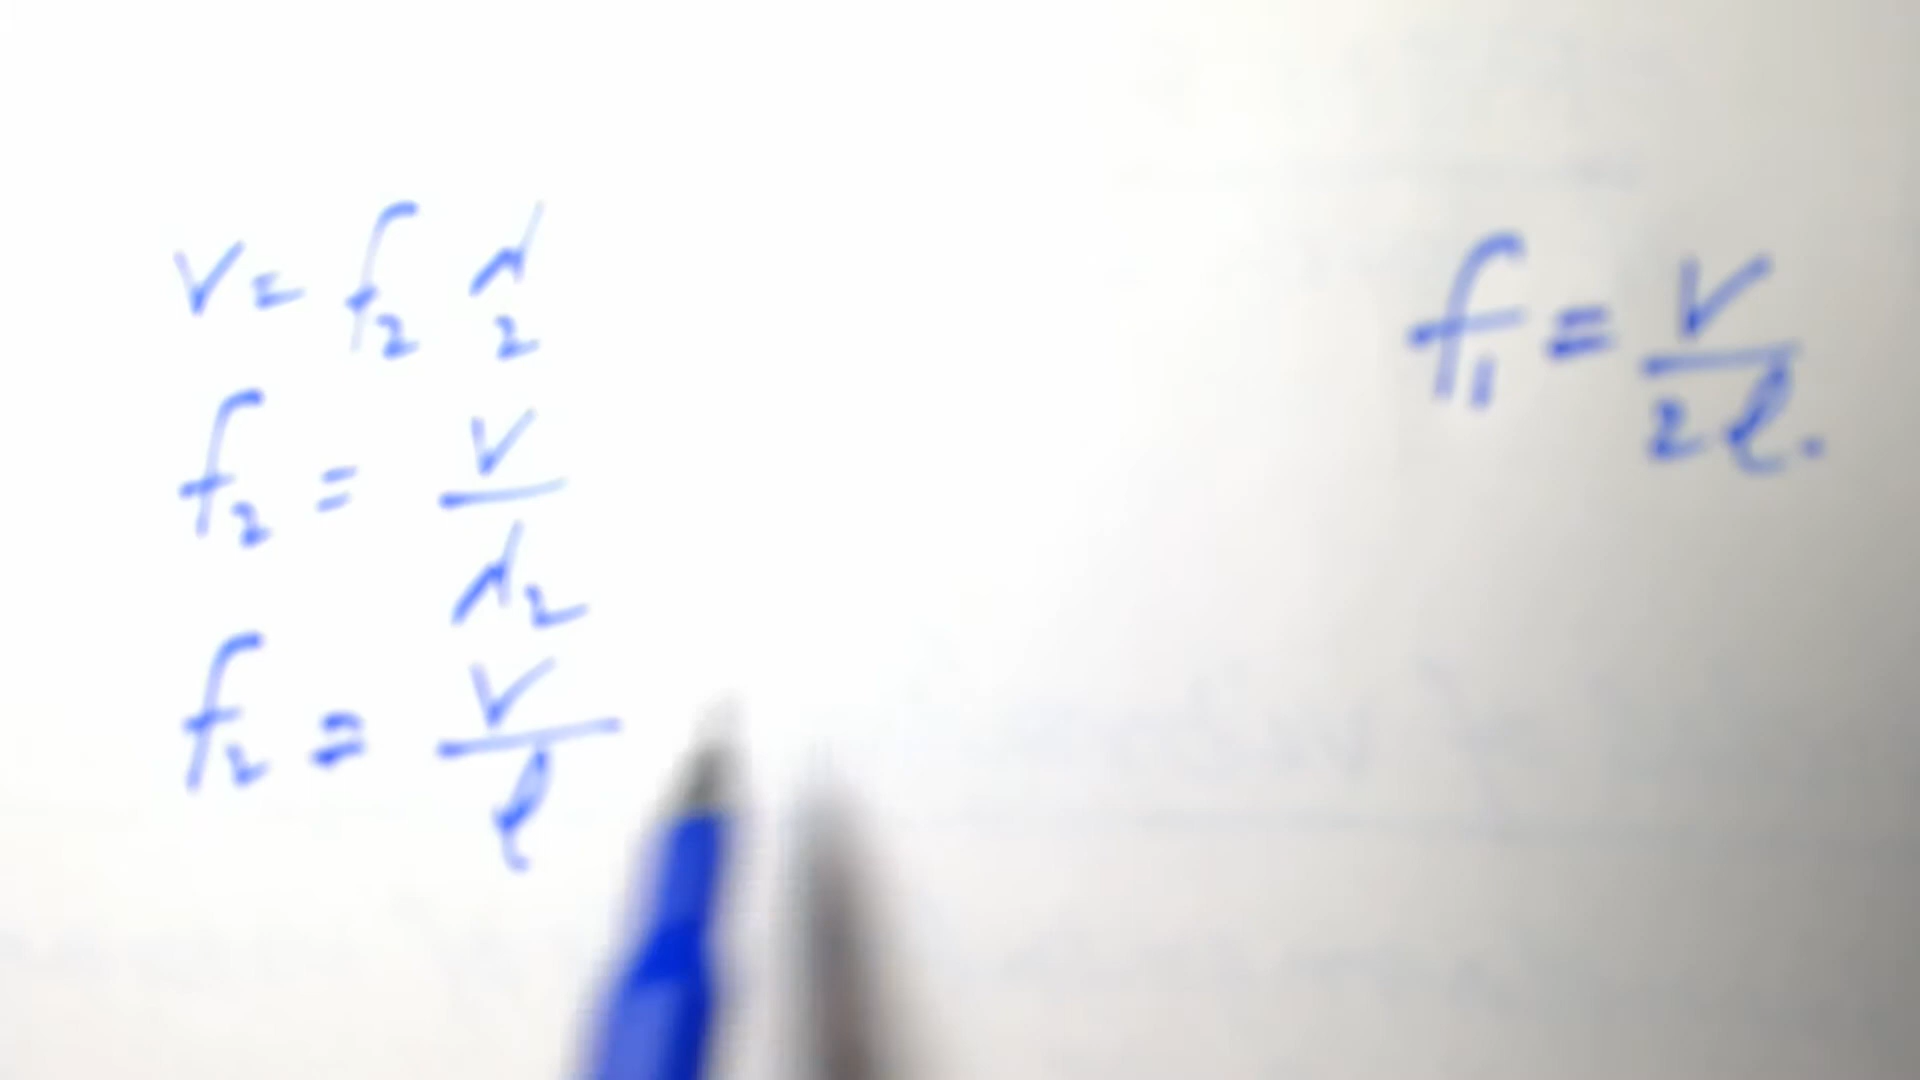 v = f₂ λ₂
f₂ = v / λ₂
f₂ = v / l
f₁ = v / 2l.